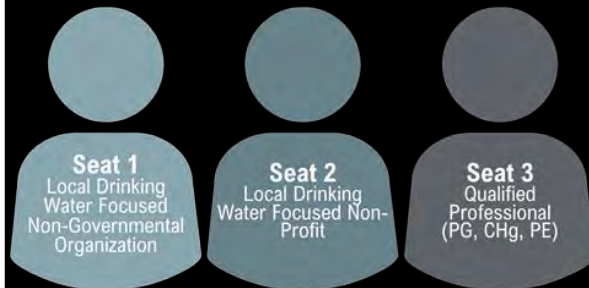 Seat 1
Local Drinking
Water Focused
Non-Governmental
Organization
Seat 2
Local Drinking
Water Focused Non-
Profit
Seat 3
Qualified
Professional
(PG, CHg, PE)